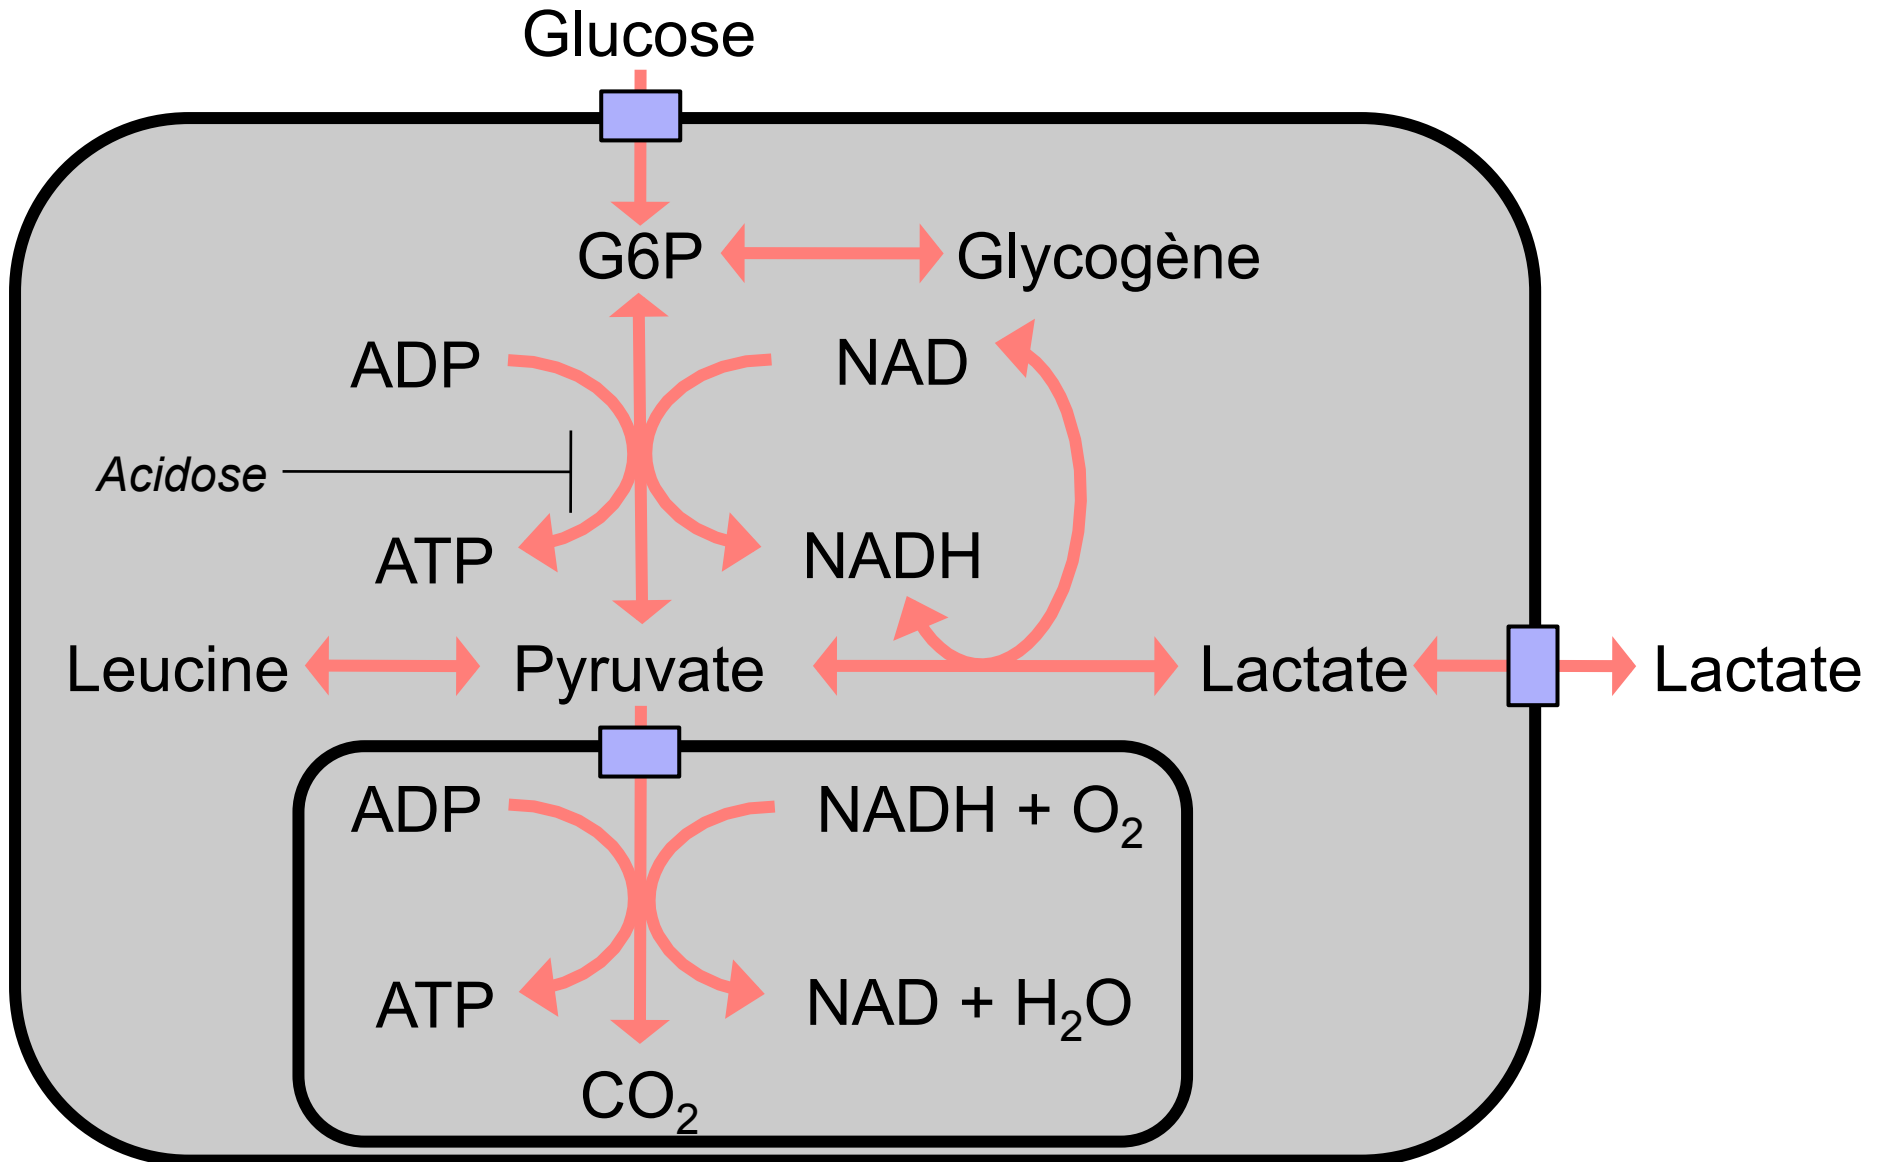 Glucose
G6P
Glycogène
ADP
NAD
Acidose
ATP
NADH
Leucine
Pyruvate
Lactate
Lactate
ADP
NADH + O₂
ATP
NAD + H₂O
CO₂